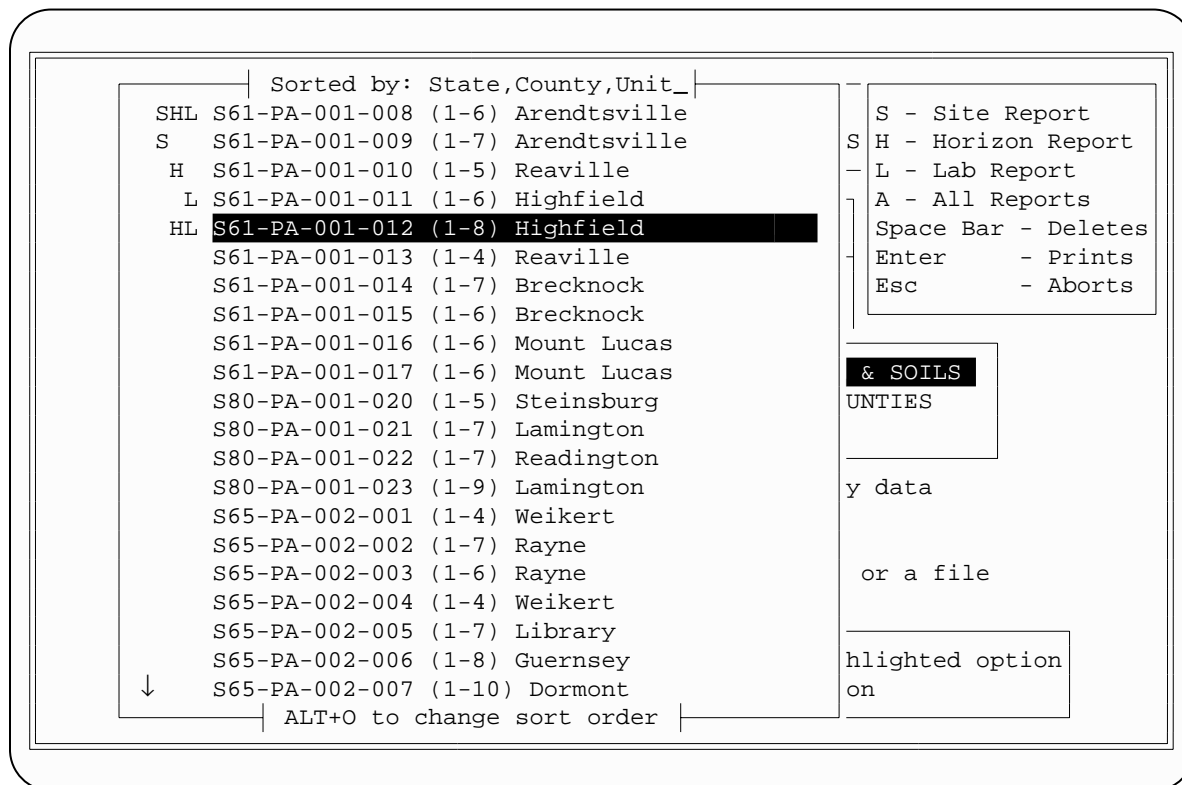 Sorted by: State,County,Unit_
SHL S61-PA-001-008 (1-6) Arendtsville
S S61-PA-001-009 (1-7) Arendtsville
H S61-PA-001-010 (1-5) Reaville
L S61-PA-001-011 (1-6) Highfield
HL S61-PA-001-012 (1-8) Highfield
S61-PA-001-013 (1-4) Reaville
S61-PA-001-014 (1-7) Brecknock
S61-PA-001-015 (1-6) Brecknock
S61-PA-001-016 (1-6) Mount Lucas
S61-PA-001-017 (1-6) Mount Lucas
S80-PA-001-020 (1-5) Steinsburg
S80-PA-001-021 (1-7) Lamington
S80-PA-001-022 (1-7) Readington
S80-PA-001-023 (1-9) Lamington
S65-PA-002-001 (1-4) Weikert
S65-PA-002-002 (1-7) Rayne
S65-PA-002-003 (1-6) Rayne
S65-PA-002-004 (1-4) Weikert
S65-PA-002-005 (1-7) Library
S65-PA-002-006 (1-8) Guernsey
↓ S65-PA-002-007 (1-10) Dormont
ALT+O to change sort order
S - Site Report
S
H - Horizon Report
L - Lab Report
A - All Reports
Space Bar - Deletes
Enter - Prints
Esc - Aborts
& SOILS
UNTIES
y data
or a file
hlighted option
on